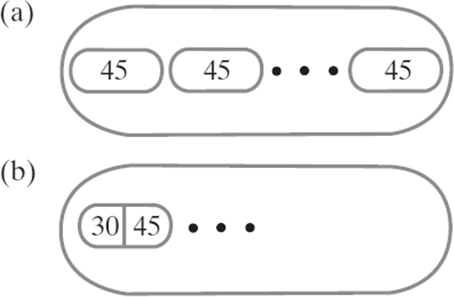 (a)
45 45 • • • 45
(b)
30 45 • • •